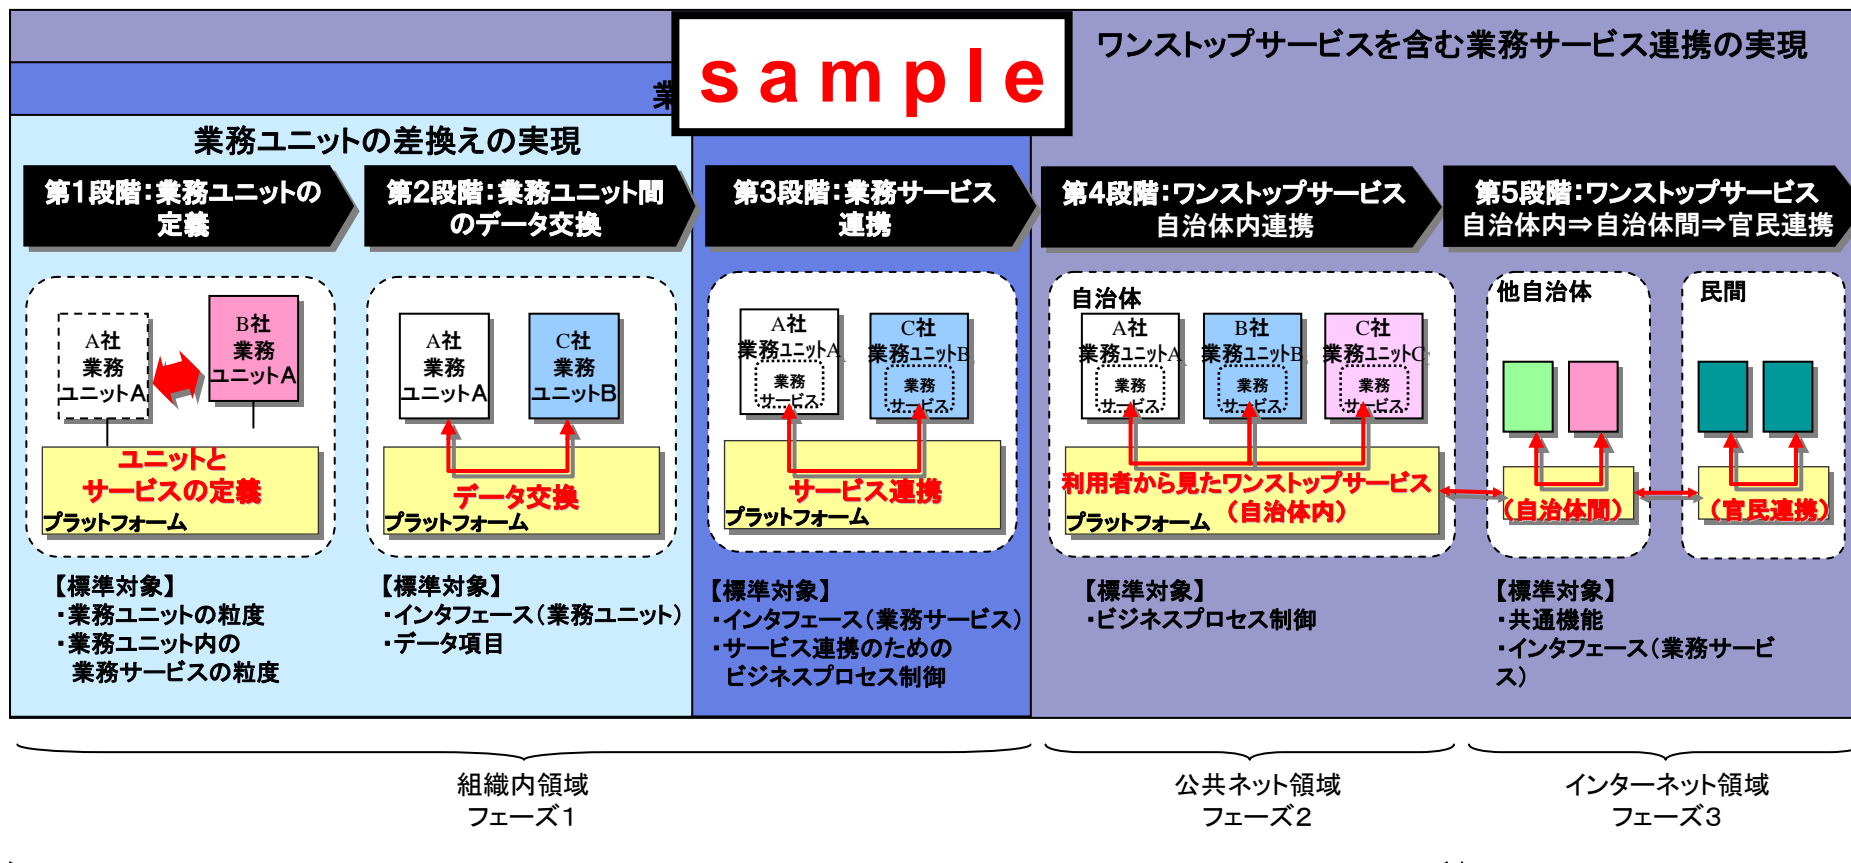 ワンストップサービスを含む業務サービス連携の実現
業
sample
業務ユニットの差換えの実現
第1段階：業務ユニットの
定義
第2段階：業務ユニット間
のデータ交換
第3段階：業務サービス
連携
第4段階：ワンストップサービス
自治体内連携
第5段階：ワンストップサービス
自治体内⇒自治体間⇒官民連携
A社
業務
ユニットA
B社
業務
ユニットA
ユニットと
サービスの定義
プラットフォーム
A社
業務
ユニットA
C社
業務
ユニットB
データ交換
プラットフォーム
A社
業務ユニットA
業務
サービス
C社
業務ユニットB
業務
サービス
サービス連携
プラットフォーム
自治体
A社
業務ユニットA
業務
サービス
B社
業務ユニットB
業務
サービス
C社
業務ユニットC
業務
サービス
利用者から見たワンストップサービス
（自治体内）
プラットフォーム
他自治体
（自治体間）
民間
（官民連携）
【標準対象】
・業務ユニットの粒度
・業務ユニット内の
業務サービスの粒度
【標準対象】
・インタフェース（業務ユニット）
・データ項目
【標準対象】
・インタフェース（業務サービス）
・サービス連携のための
ビジネスプロセス制御
【標準対象】
・ビジネスプロセス制御
【標準対象】
・共通機能
・インタフェース（業務サービ
ス）
組織内領域
フェーズ1
公共ネット領域
フェーズ2
インターネット領域
フェーズ3